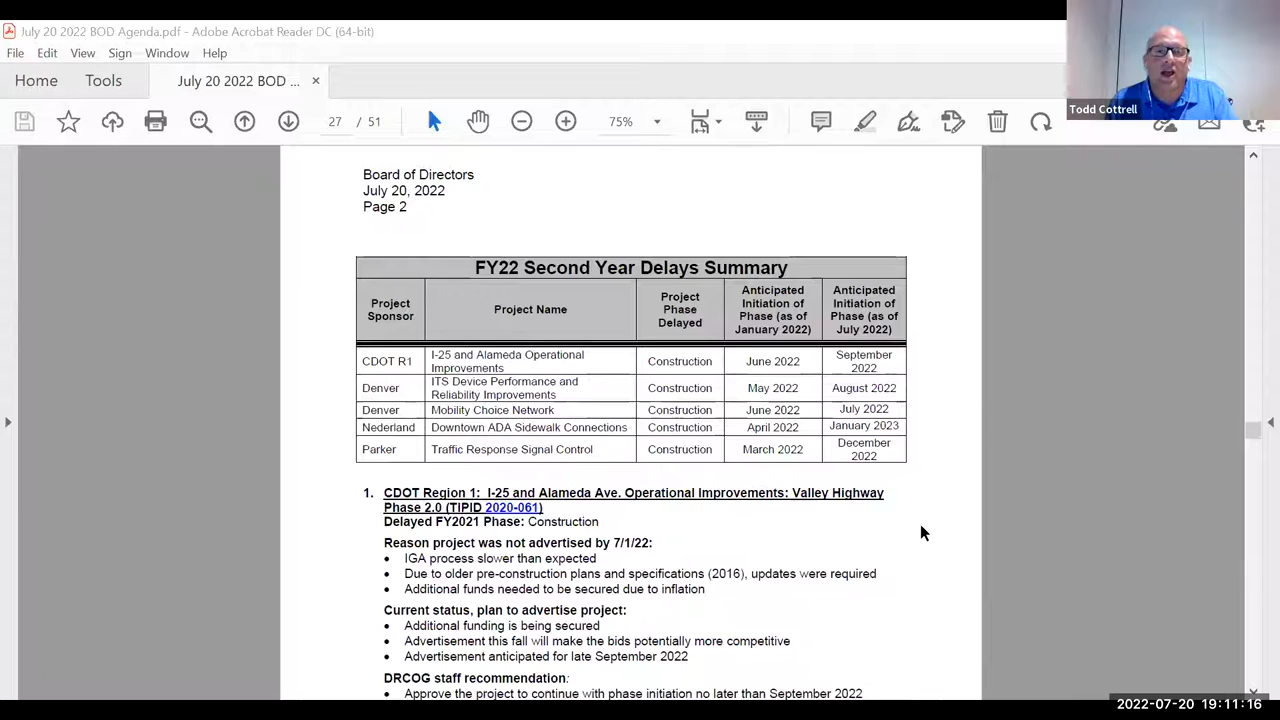 July 20 2022 BOD Agenda.pdf - Adobe Acrobat Reader DC (64-bit)
File Edit View Sign Window Help
Home Tools July 20 2022 BOD ... ×
27 / 51 75%
Todd Cottrell
Board of Directors
July 20, 2022
Page 2
FY22 Second Year Delays Summary
Project Sponsor Project Name Project Phase Delayed Anticipated Initiation of Phase (as of January 2022) Anticipated Initiation of Phase (as of July 2022)
CDOT R1 I-25 and Alameda Operational Improvements Construction June 2022 September 2022
Denver ITS Device Performance and Reliability Improvements Construction May 2022 August 2022
Denver Mobility Choice Network Construction June 2022 July 2022
Nederland Downtown ADA Sidewalk Connections Construction April 2022 January 2023
Parker Traffic Response Signal Control Construction March 2022 December 2022
1. CDOT Region 1: I-25 and Alameda Ave. Operational Improvements: Valley Highway
Phase 2.0 (TIPID 2020-061)
Delayed FY2021 Phase: Construction
Reason project was not advertised by 7/1/22:
• IGA process slower than expected
• Due to older pre-construction plans and specifications (2016), updates were required
• Additional funds needed to be secured due to inflation
Current status, plan to advertise project:
• Additional funding is being secured
• Advertisement this fall will make the bids potentially more competitive
• Advertisement anticipated for late September 2022
DRCOG staff recommendation:
• Approve the project to continue with phase initiation no later than September 2022
2022-07-20 19:11:16